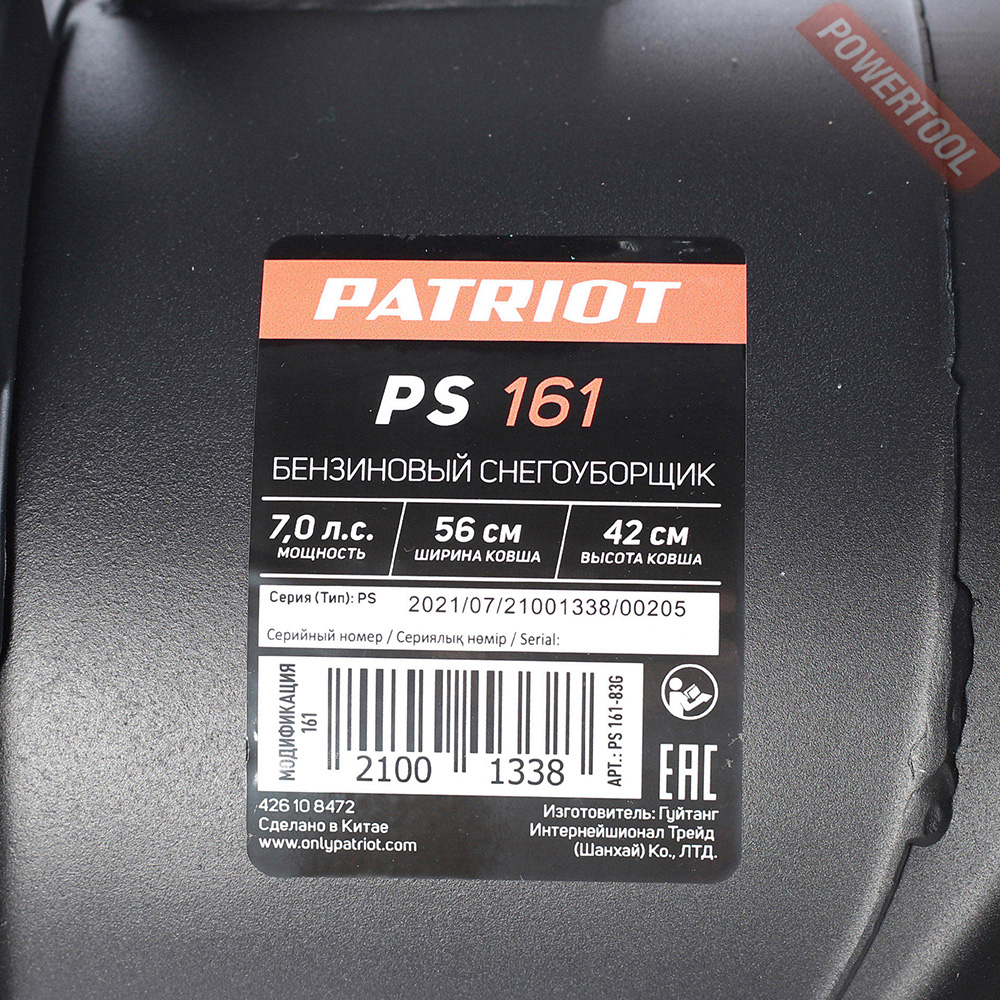 POWERTOOL
PATRIOT
PS 161
БЕНЗИНОВЫЙ СНЕГОУБОРЩИК
7,0 л.с. 56 см 42 см
МОЩНОСТЬ ШИРИНА КОВША ВЫСОТА КОВША
Серия (Тип): PS 2021/07/21001338/00205
Серийный номер / Сериялық нөмір / Serial:
МОДИФИКАЦИЯ
161
2100 1338
АРТ.: PS 161-83G
EAC
426 10 8472
Сделано в Китае
www.onlypatriot.com
Изготовитель: Гуйтанг
Интернейшионал Трейд
(Шанхай) Ко., ЛТД.